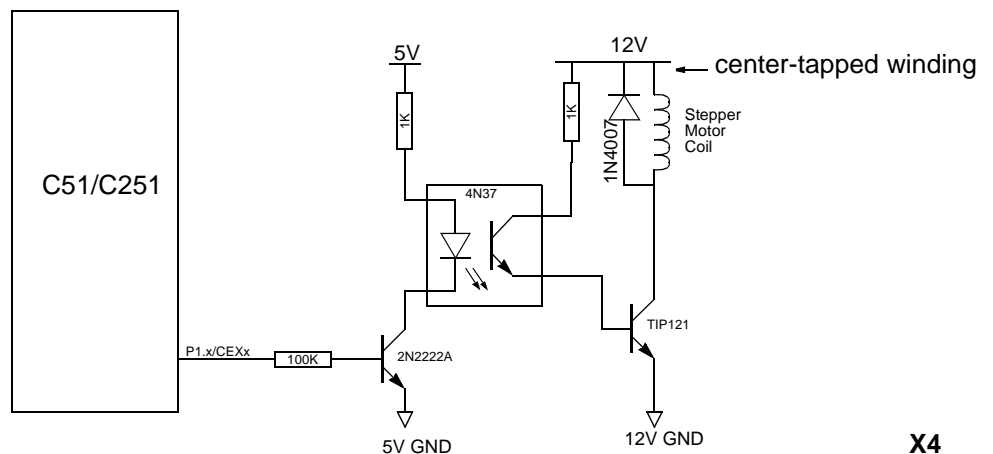 12V
center-tapped winding
5V
1K
1K
1N4007
Stepper
Motor
Coil
C51/C251
4N37
TIP121
P1.x/CEXx
100K
2N2222A
5V GND
12V GND
X4